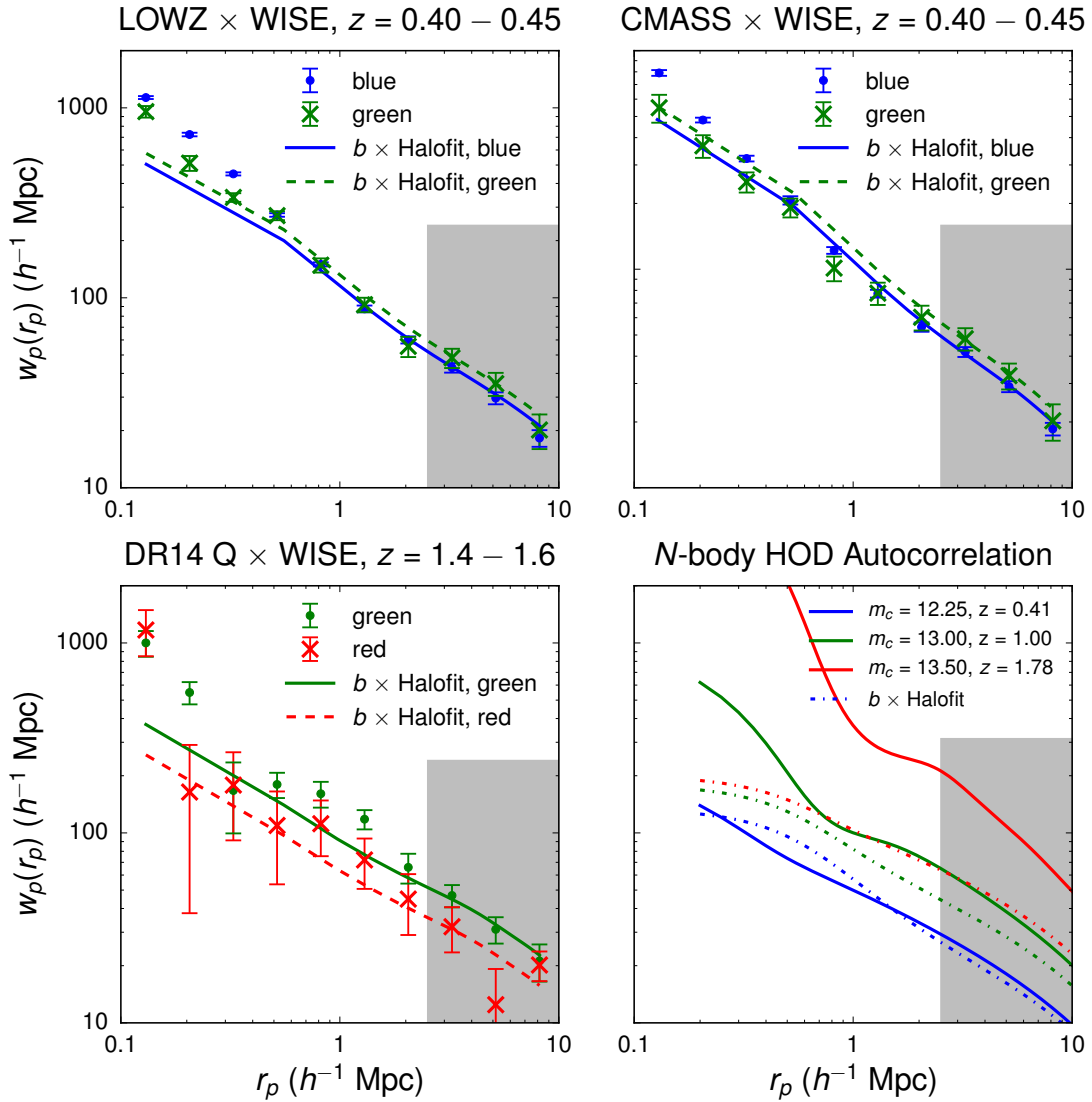 LOWZ × WISE, z = 0.40 − 0.45
CMASS × WISE, z = 0.40 − 0.45
blue
green
b × Halofit, blue
b × Halofit, green
blue
green
b × Halofit, blue
b × Halofit, green
wₚ(rₚ) (h⁻¹ Mpc)
1000
100
10
0.1
1
10
0.1
1
10
DR14 Q × WISE, z = 1.4 − 1.6
N-body HOD Autocorrelation
green
red
b × Halofit, green
b × Halofit, red
m_c = 12.25, z = 0.41
m_c = 13.00, z = 1.00
m_c = 13.50, z = 1.78
b × Halofit
wₚ(rₚ) (h⁻¹ Mpc)
1000
100
10
0.1
1
10
0.1
1
10
rₚ (h⁻¹ Mpc)
rₚ (h⁻¹ Mpc)